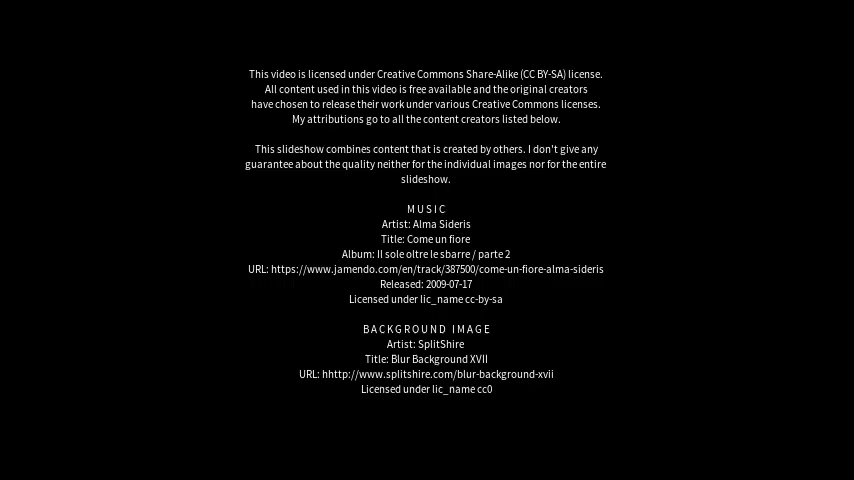 This video is licensed under Creative Commons Share-Alike (CC BY-SA) license.
All content used in this video is free available and the original creators
have chosen to release their work under various Creative Commons licenses.
My attributions go to all the content creators listed below.
This slideshow combines content that is created by others. I don't give any
guarantee about the quality neither for the individual images nor for the entire
slideshow.
MUSIC
Artist: Alma Sideris
Title: Come un fiore
Album: Il sole oltre le sbarre / parte 2
URL: https://www.jamendo.com/en/track/387500/come-un-fiore-alma-sideris
Released: 2009-07-17
Licensed under lic_name cc-by-sa
BACKGROUND IMAGE
Artist: SplitShire
Title: Blur Background XVII
URL: hhttp://www.splitshire.com/blur-background-xvii
Licensed under lic_name cc0